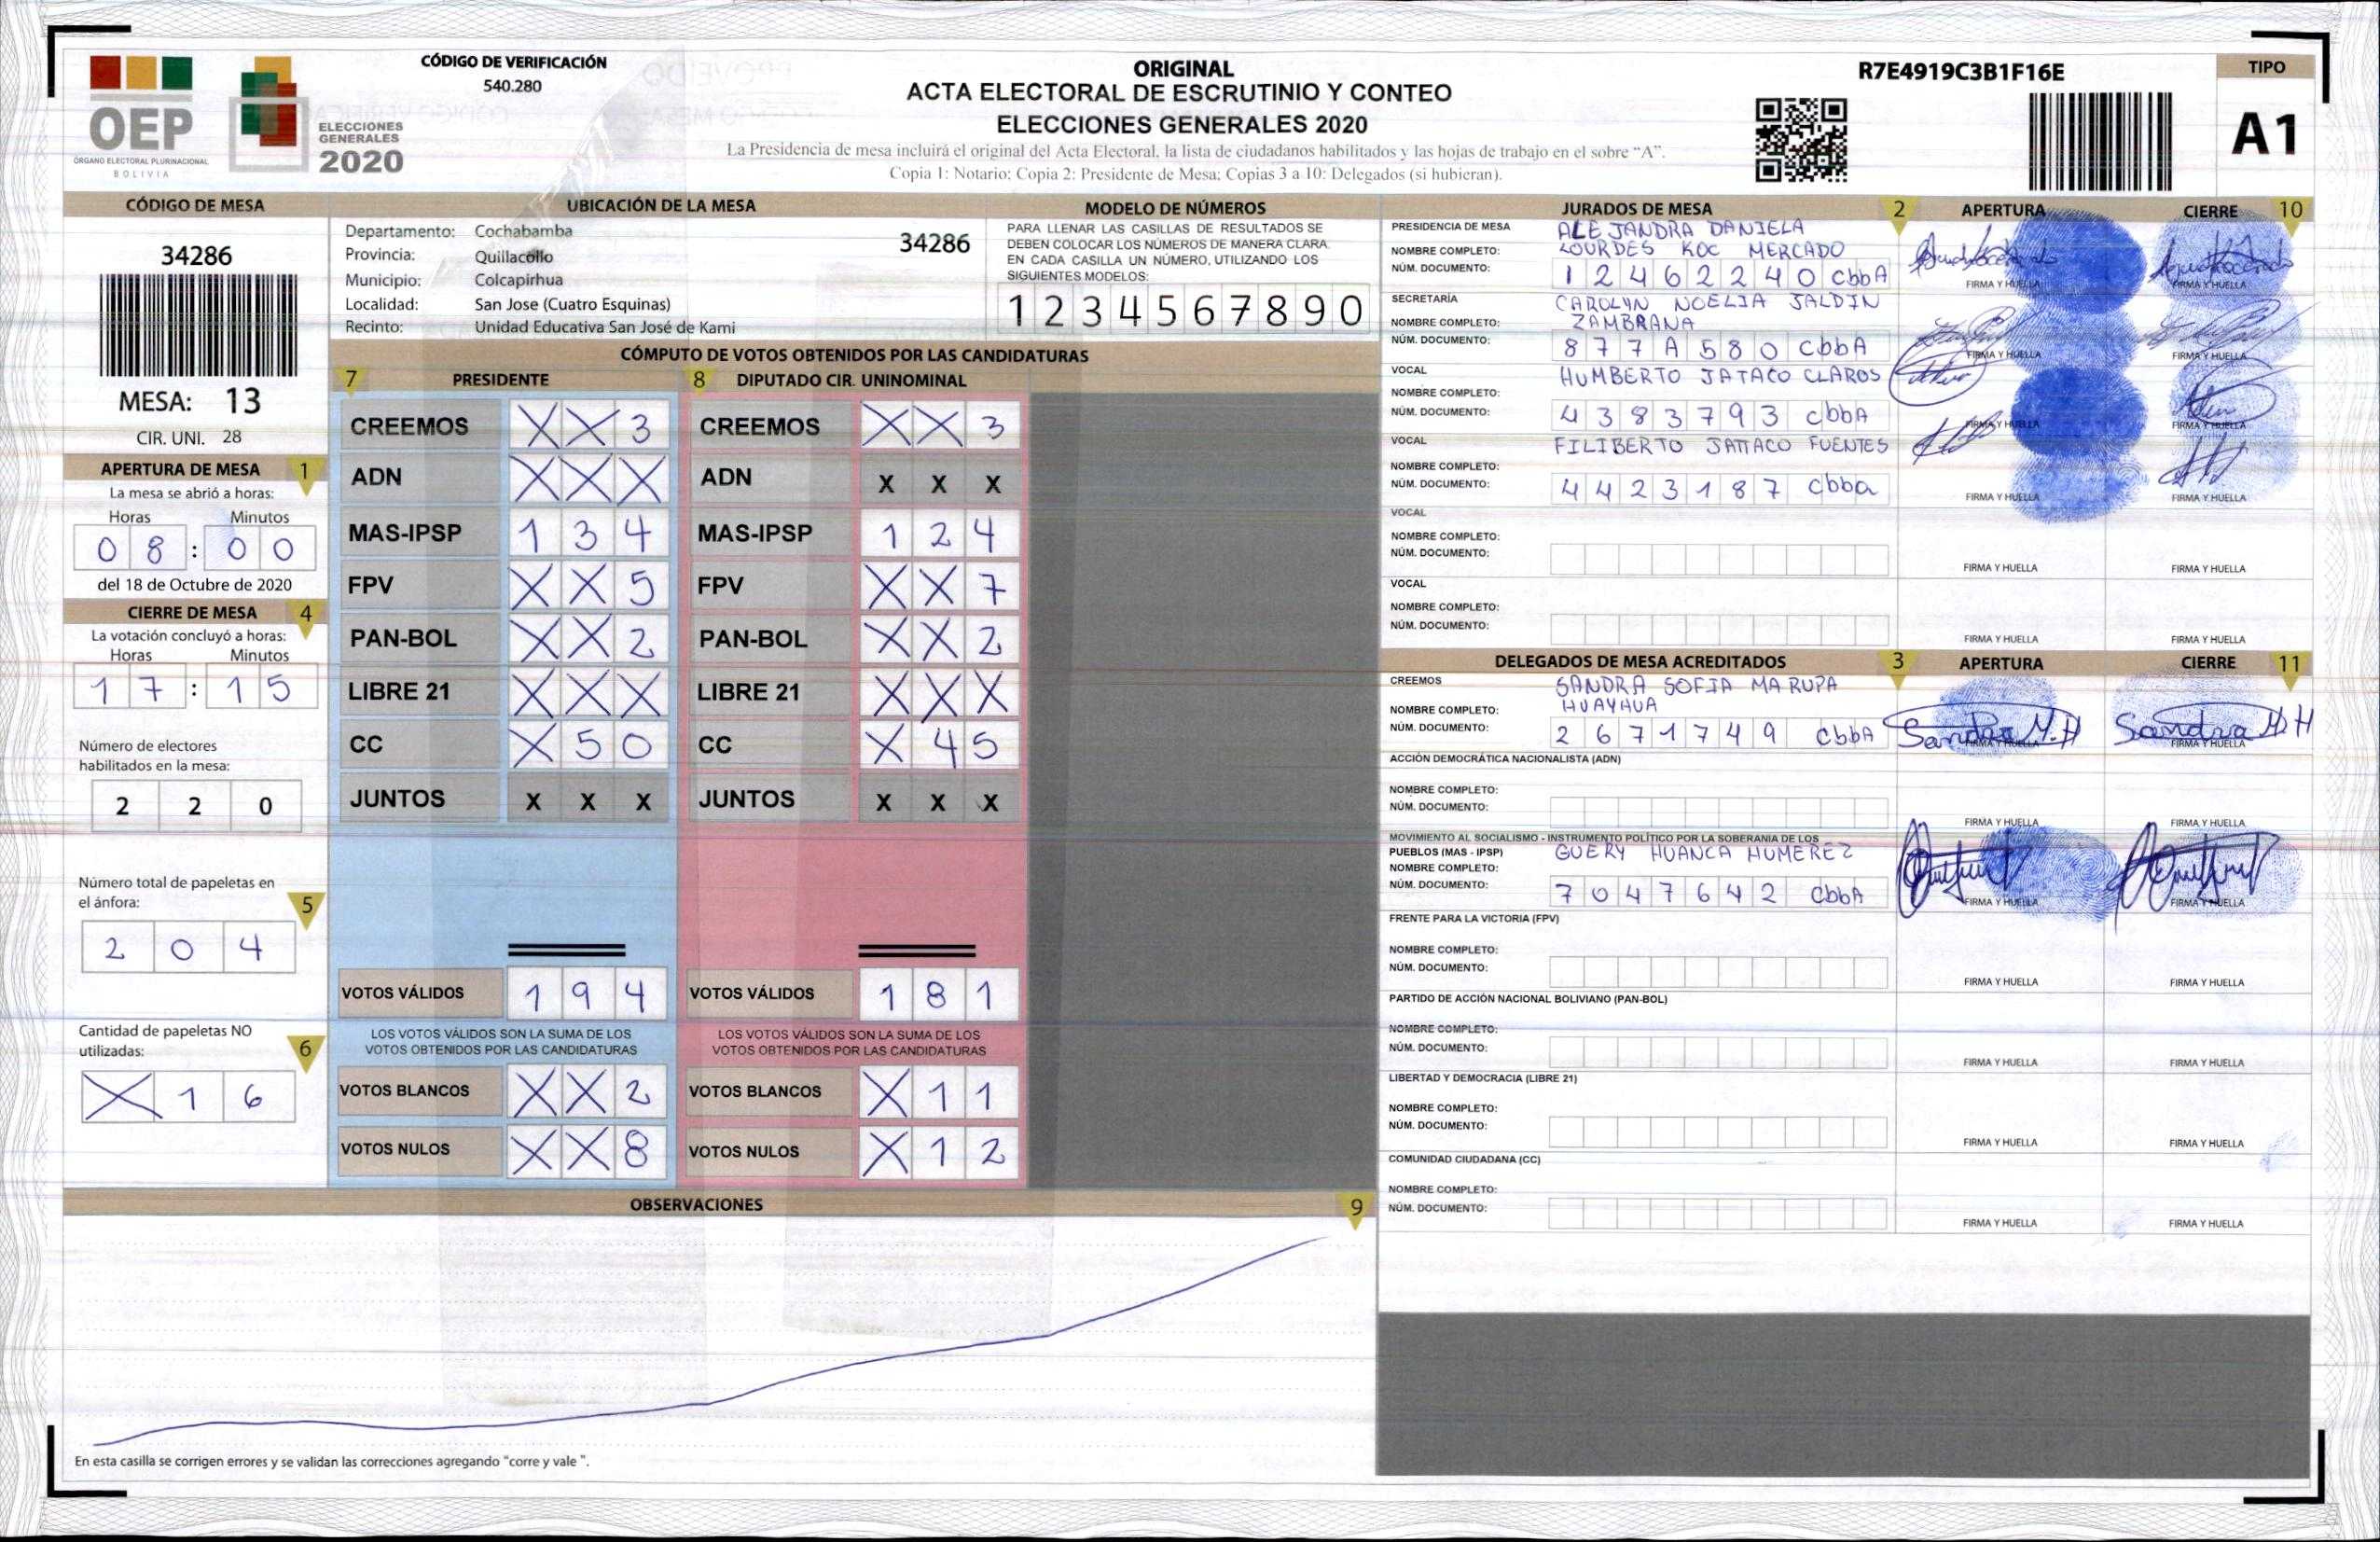 OEP
ÓRGANO ELECTORAL PLURINACIONAL
BOLIVIA
ELECCIONES
GENERALES
2020
CÓDIGO DE VERIFICACIÓN
540.280
ORIGINAL
ACTA ELECTORAL DE ESCRUTINIO Y CONTEO
ELECCIONES GENERALES 2020
La Presidencia de mesa incluirá el original del Acta Electoral, la lista de ciudadanos habilitados y las hojas de trabajo en el sobre “A”.
Copia 1: Notario; Copia 2: Presidente de Mesa; Copias 3 a 10: Delegados (si hubieran).
R7E4919C3B1F16E
TIPO
A1
CÓDIGO DE MESA
34286
MESA: 13
CIR. UNI. 28
APERTURA DE MESA 1
La mesa se abrió a horas:
Horas Minutos
0 8 : 0 0
del 18 de Octubre de 2020
CIERRE DE MESA 4
La votación concluyó a horas:
Horas Minutos
1 7 : 1 5
Número de electores
habilitados en la mesa:
2 2 0
Número total de papeletas en
el ánfora: 5
2 0 4
Cantidad de papeletas NO
utilizadas: 6
X 1 6
UBICACIÓN DE LA MESA
Departamento: Cochabamba
34286
Provincia: Quillacollo
Municipio: Colcapirhua
Localidad: San Jose (Cuatro Esquinas)
Recinto: Unidad Educativa San José de Kami
MODELO DE NÚMEROS
PARA LLENAR LAS CASILLAS DE RESULTADOS SE
DEBEN COLOCAR LOS NÚMEROS DE MANERA CLARA
EN CADA CASILLA UN NÚMERO, UTILIZANDO LOS
SIGUIENTES MODELOS:
1 2 3 4 5 6 7 8 9 0
CÓMPUTO DE VOTOS OBTENIDOS POR LAS CANDIDATURAS
7 PRESIDENTE 8 DIPUTADO CIR. UNINOMINAL
CREEMOS X X 3 CREEMOS X X 3
ADN X X X ADN X X X
MAS-IPSP 1 3 4 MAS-IPSP 1 2 4
FPV X X 5 FPV X X 7
PAN-BOL X X 2 PAN-BOL X X 2
LIBRE 21 X X X LIBRE 21 X X X
CC X 5 0 CC X 4 5
JUNTOS X X X JUNTOS X X X
VOTOS VÁLIDOS 1 9 4 VOTOS VÁLIDOS 1 8 1
LOS VOTOS VÁLIDOS SON LA SUMA DE LOS LOS VOTOS VÁLIDOS SON LA SUMA DE LOS
VOTOS OBTENIDOS POR LAS CANDIDATURAS VOTOS OBTENIDOS POR LAS CANDIDATURAS
VOTOS BLANCOS X X 2 VOTOS BLANCOS X 1 1
VOTOS NULOS X X 8 VOTOS NULOS X 1 2
OBSERVACIONES 9
En esta casilla se corrigen errores y se validan las correcciones agregando “corre y vale ”.
JURADOS DE MESA 2 APERTURA CIERRE 10
PRESIDENCIA DE MESA ALEJANDRA DANIELA
NOMBRE COMPLETO: LOURDES KOC MERCADO
NÚM. DOCUMENTO: 1 2 4 6 2 2 4 0 CbbA FIRMA Y HUELLA FIRMA Y HUELLA
SECRETARÍA CAROLYN NOELIA JALDIN
NOMBRE COMPLETO: ZAMBRANA
NÚM. DOCUMENTO: 8 7 7 A 5 8 0 CbbA FIRMA Y HUELLA FIRMA Y HUELLA
VOCAL HUMBERTO JATACO CLAROS
NOMBRE COMPLETO:
NÚM. DOCUMENTO: 4 3 8 3 7 9 3 CbbA FIRMA Y HUELLA FIRMA Y HUELLA
VOCAL FILIBERTO JATTACO FUENTES
NOMBRE COMPLETO:
NÚM. DOCUMENTO: 4 4 2 3 1 8 7 Cbba FIRMA Y HUELLA FIRMA Y HUELLA
VOCAL
NOMBRE COMPLETO:
NÚM. DOCUMENTO: FIRMA Y HUELLA FIRMA Y HUELLA
VOCAL
NOMBRE COMPLETO:
NÚM. DOCUMENTO: FIRMA Y HUELLA FIRMA Y HUELLA
DELEGADOS DE MESA ACREDITADOS 3 APERTURA CIERRE 11
CREEMOS SANDRA SOFIA MARUPA
NOMBRE COMPLETO: HUAYHUA
NÚM. DOCUMENTO: 2 6 7 1 7 4 9 CbbA Sandra M.H FIRMA Y HUELLA Sandra M H FIRMA Y HUELLA
ACCIÓN DEMOCRÁTICA NACIONALISTA (ADN)
NOMBRE COMPLETO:
NÚM. DOCUMENTO: FIRMA Y HUELLA FIRMA Y HUELLA
MOVIMIENTO AL SOCIALISMO - INSTRUMENTO POLÍTICO POR LA SOBERANIA DE LOS
PUEBLOS (MAS - IPSP) GUERY HUANCA HUMEREZ
NOMBRE COMPLETO:
NÚM. DOCUMENTO: 7 0 4 7 6 4 2 CbbA FIRMA Y HUELLA FIRMA Y HUELLA
FRENTE PARA LA VICTORIA (FPV)
NOMBRE COMPLETO:
NÚM. DOCUMENTO: FIRMA Y HUELLA FIRMA Y HUELLA
PARTIDO DE ACCIÓN NACIONAL BOLIVIANO (PAN-BOL)
NOMBRE COMPLETO:
NÚM. DOCUMENTO: FIRMA Y HUELLA FIRMA Y HUELLA
LIBERTAD Y DEMOCRACIA (LIBRE 21)
NOMBRE COMPLETO:
NÚM. DOCUMENTO: FIRMA Y HUELLA FIRMA Y HUELLA
COMUNIDAD CIUDADANA (CC)
NOMBRE COMPLETO:
NÚM. DOCUMENTO: FIRMA Y HUELLA FIRMA Y HUELLA